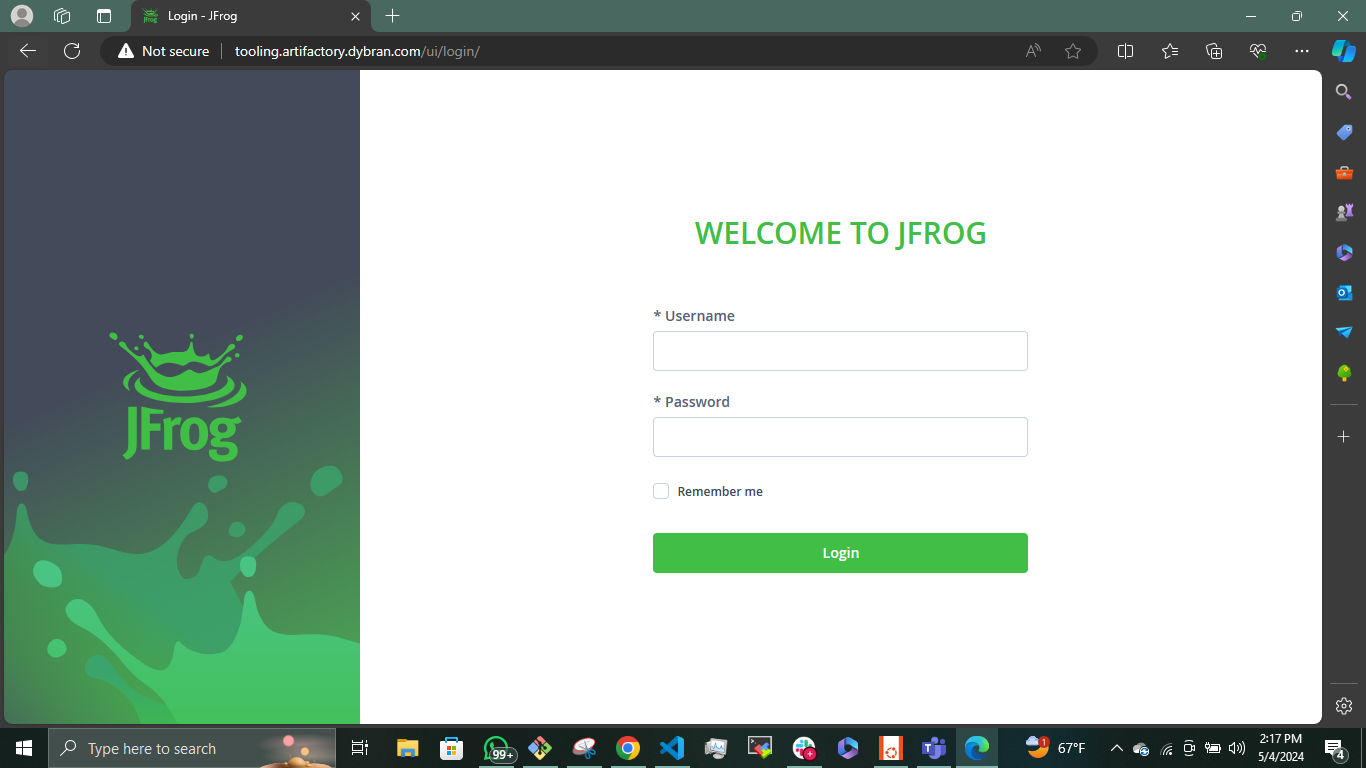 Login - JFrog
Not secure
tooling.artifactory.dybran.com/ui/login/
JFrog
WELCOME TO JFROG
* Username
* Password
Remember me
Login
Type here to search
99+
1
67°F
2:17 PM
5/4/2024
4